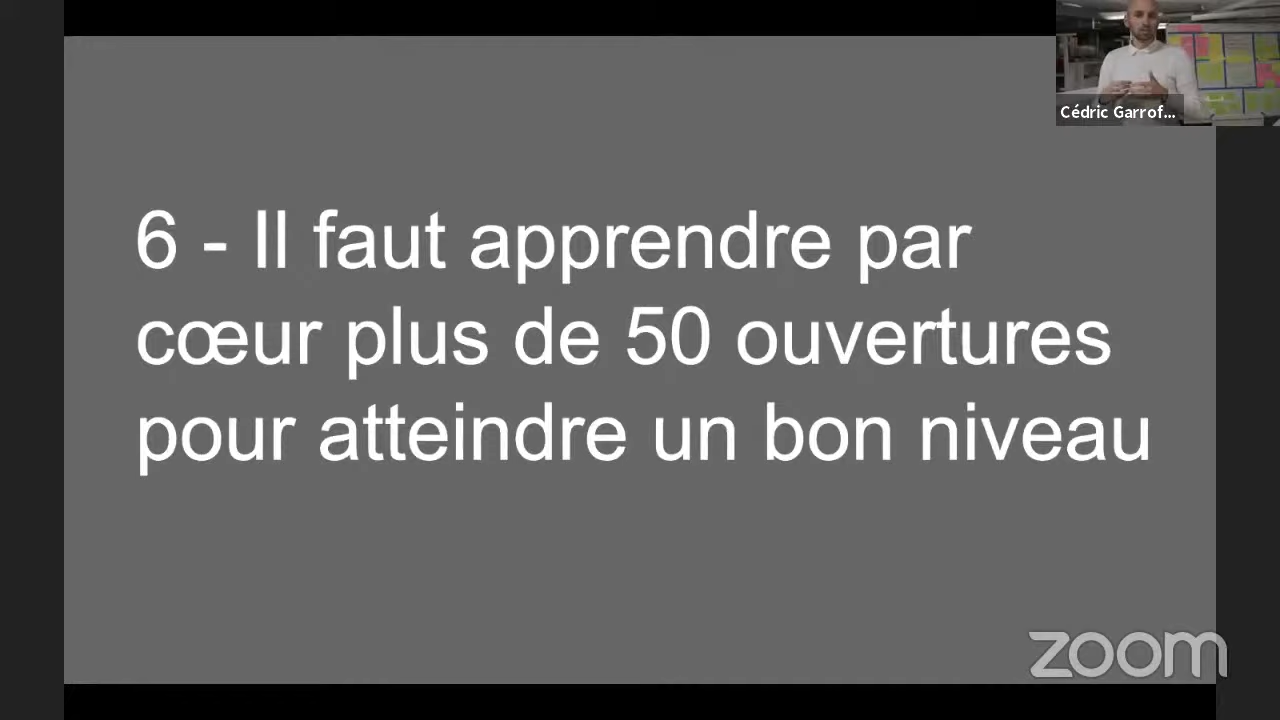 Cédric Garrof...
6 - Il faut apprendre par
cœur plus de 50 ouvertures
pour atteindre un bon niveau
zoom